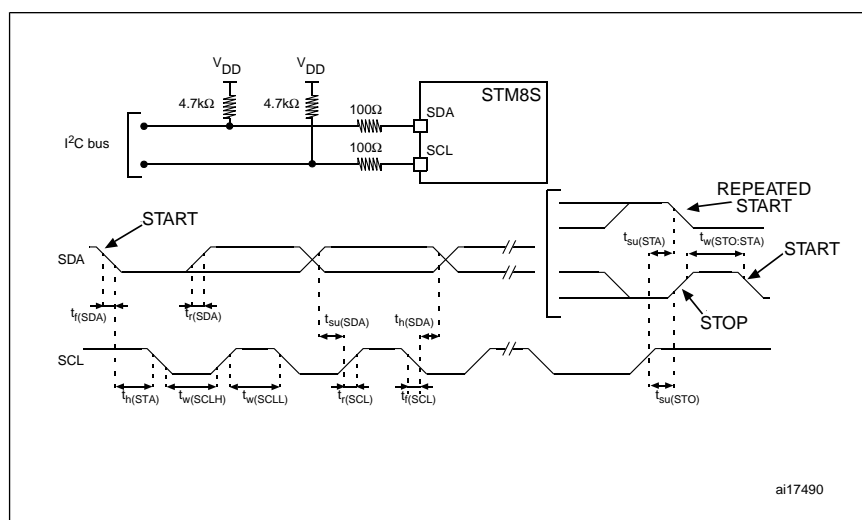 VDD VDD
STM8S
4.7kΩ 4.7kΩ 100Ω SDA
I²C bus
100Ω SCL
REPEATED
START
START
tsu(STA) tw(STO:STA)
START
SDA
tf(SDA) tr(SDA) tsu(SDA) th(SDA)
STOP
SCL
th(STA) tw(SCLH) tw(SCLL) tr(SCL) tf(SCL) tsu(STO)
ai17490